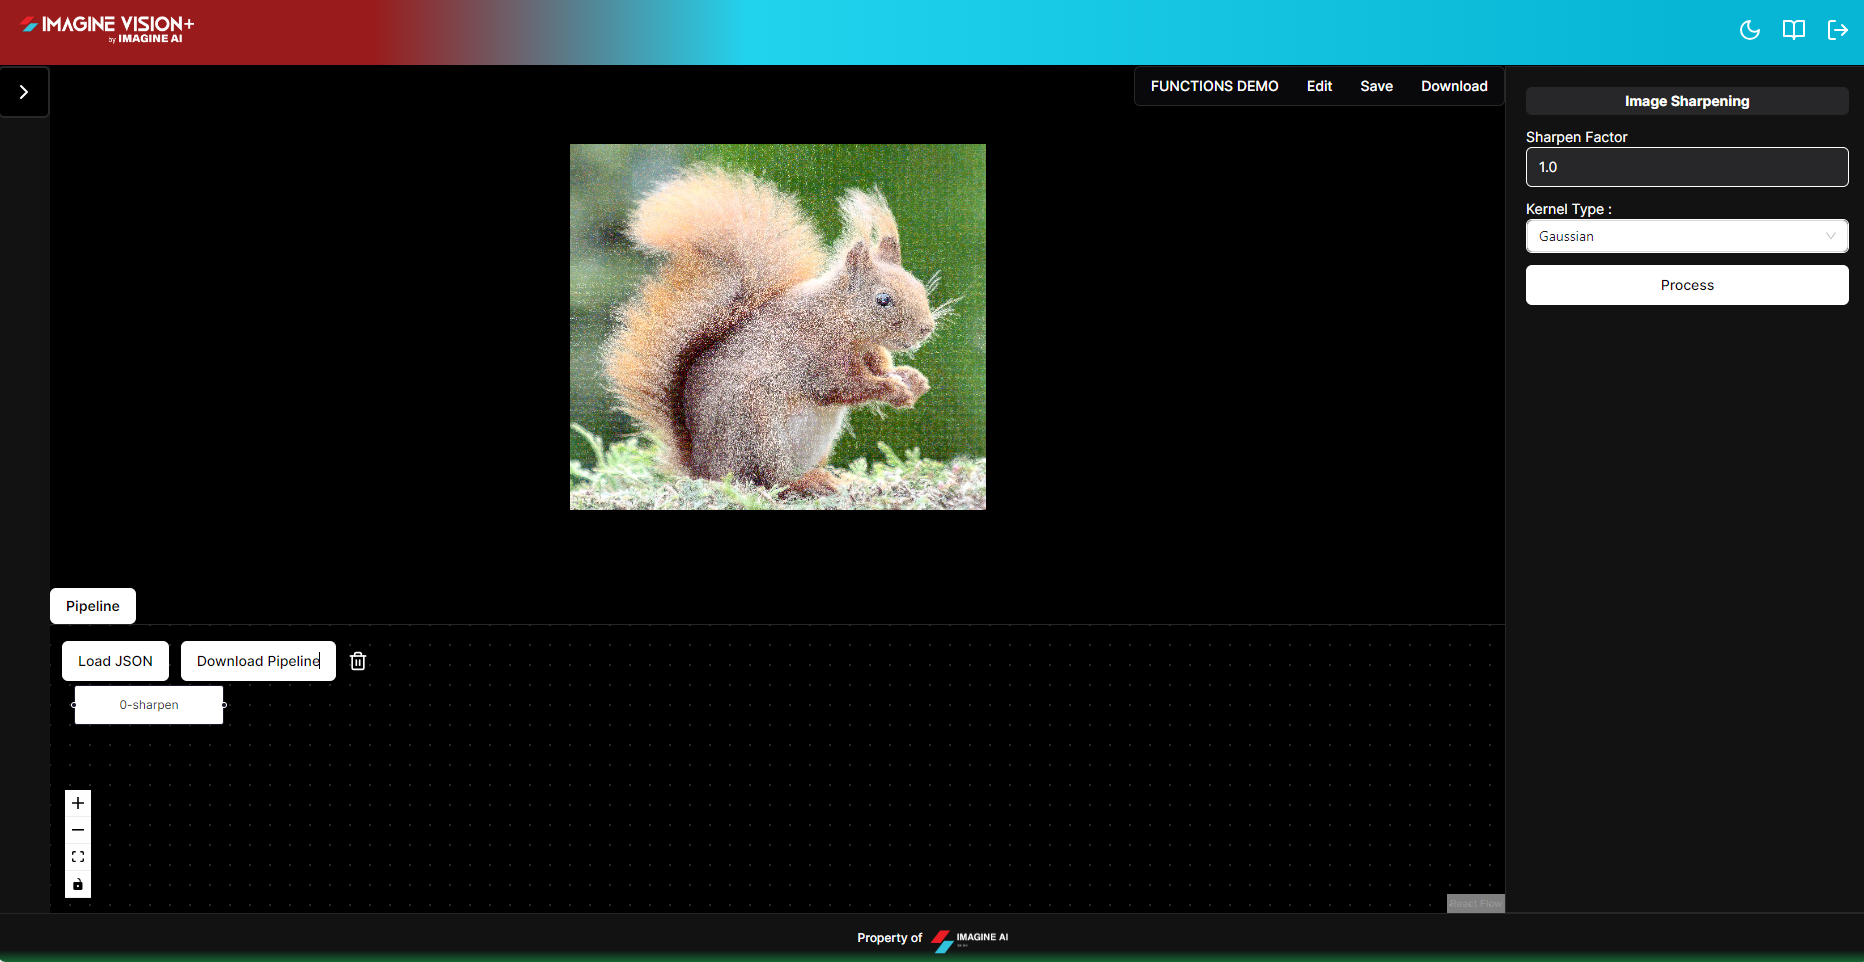 IMAGINE VISION+
by IMAGINE AI
FUNCTIONS DEMO Edit Save Download
Image Sharpening
Sharpen Factor
1.0
Kernel Type :
Gaussian
Process
Pipeline
Load JSON Download Pipeline
0-sharpen
React Flow
Property of IMAGINE AI